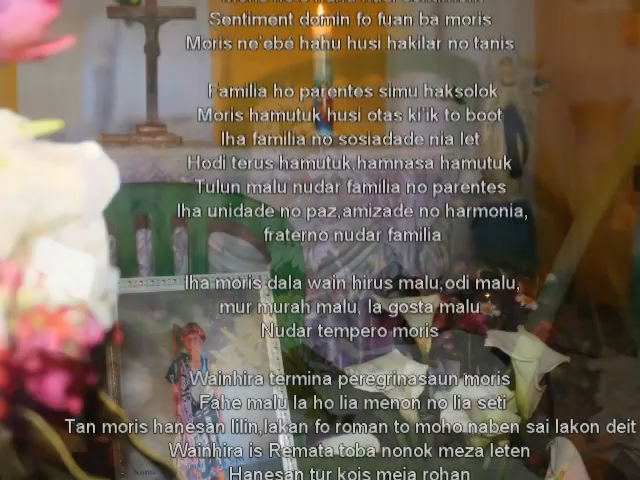 Sentiment domin fo fuan ba moris
Moris ne'ebé hahu husi hakilar no tanis
Familia ho parentes simu haksolok
Moris hamutuk husi otas ki'ik to boot
Iha familia no sosiadade nia let
Hodi terus hamutuk,hamnasa hamutuk
Tulun malu nudar familia no parentes
Iha unidade no paz,amizade no harmonia,
fraterno nudar familia
Iha moris dala wain hirus malu,odi malu,
mur murah malu, la gosta malu
Nudar tempero moris
Wainhira termina peregrinasaun moris
Fahe malu la ho lia menon no lia seti
Tan moris hanesan lilin,lakan fo roman to moho naben sai lakon deit
Wainhira is Remata toba nonok meza leten
Hanesan tur kois meja rohan